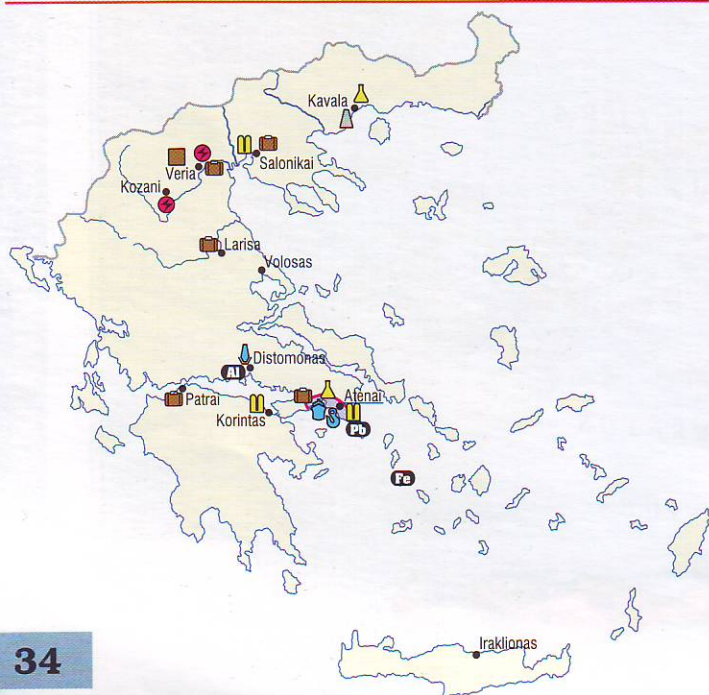 Kavala
Salonikai
Veria
Kozani
Larisa
Volosas
Distomonas
Al
Patrai
Atenai
Korintas
Pb
Fe
Iraklionas
34